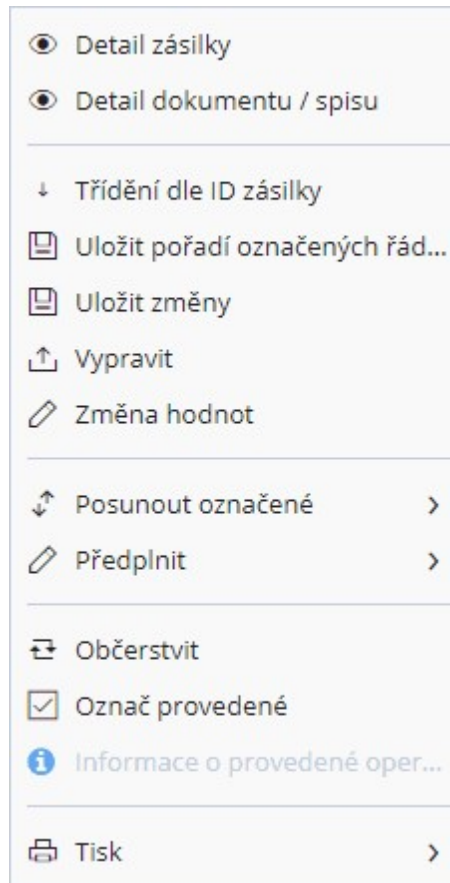 Detail zásilky
Detail dokumentu / spisu
Třídění dle ID zásilky
Uložit pořadí označených řád...
Uložit změny
Vypravit
Změna hodnot
Posunout označené
Předplnit
Občerstvit
Označ provedené
Informace o provedené oper...
Tisk